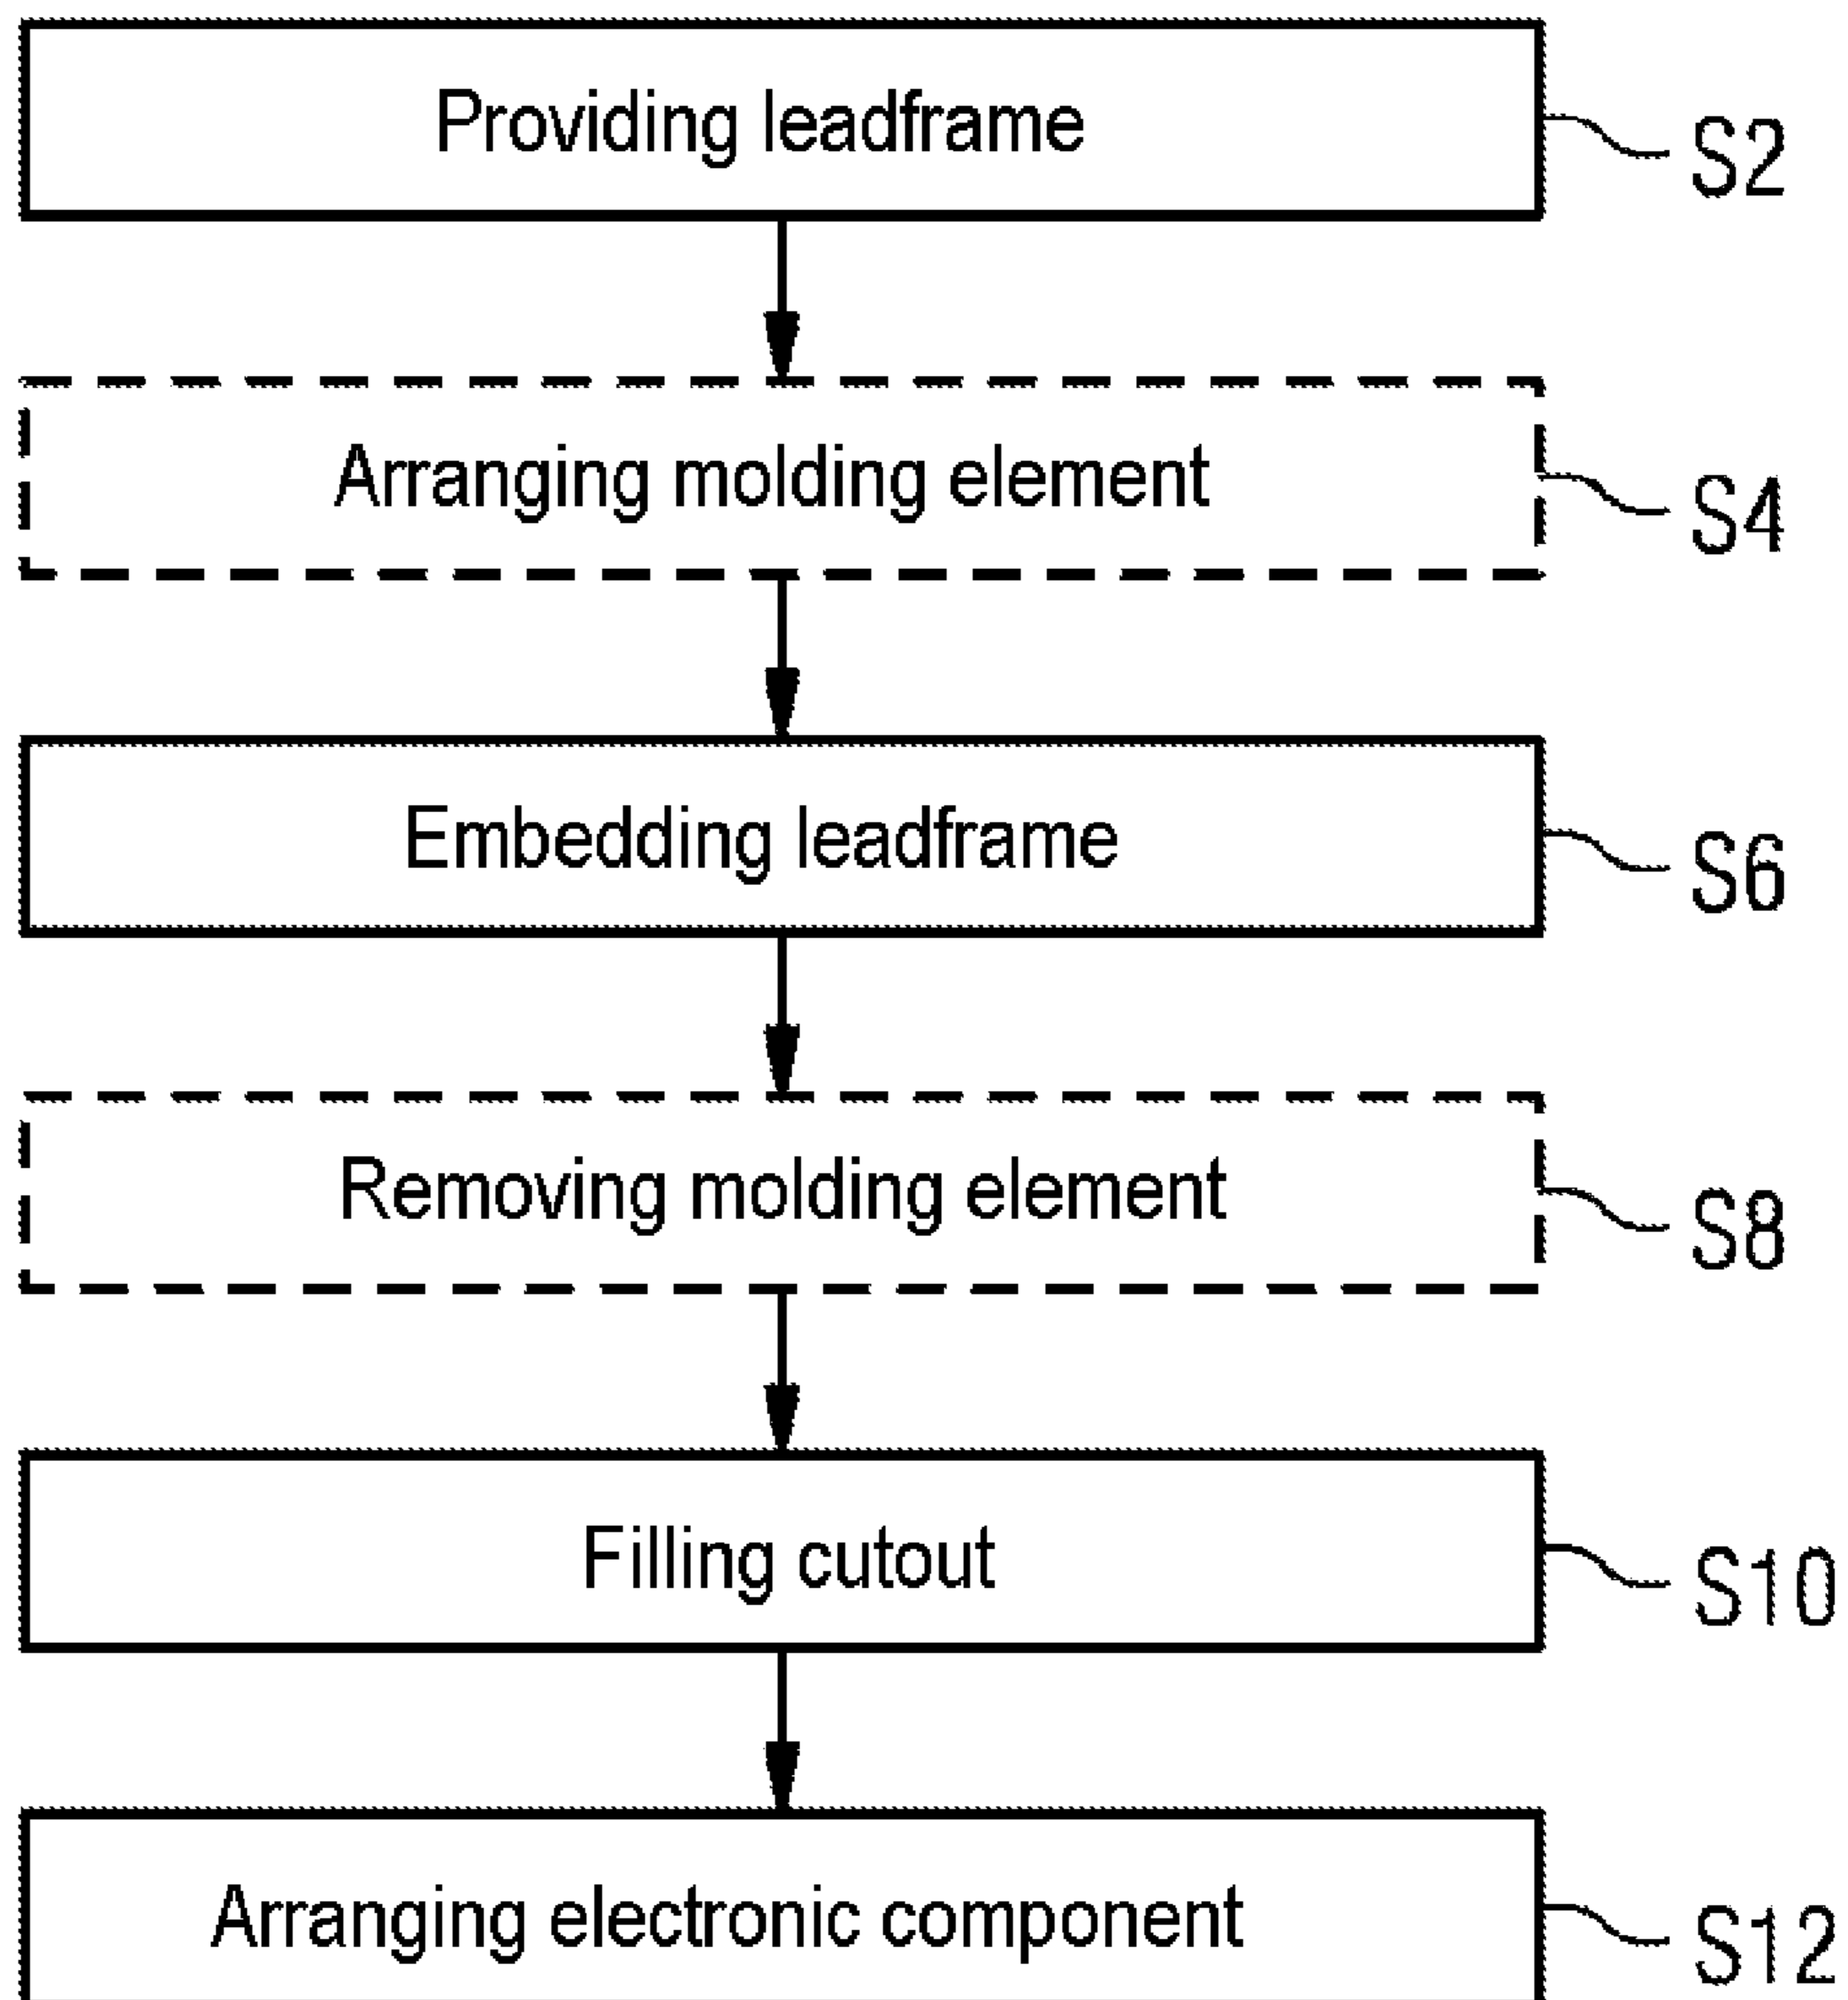 Providing leadframe
S2
Arranging molding element
S4
Embedding leadframe
S6
Removing molding element
S8
Filling cutout
S10
Arranging electronic component
S12